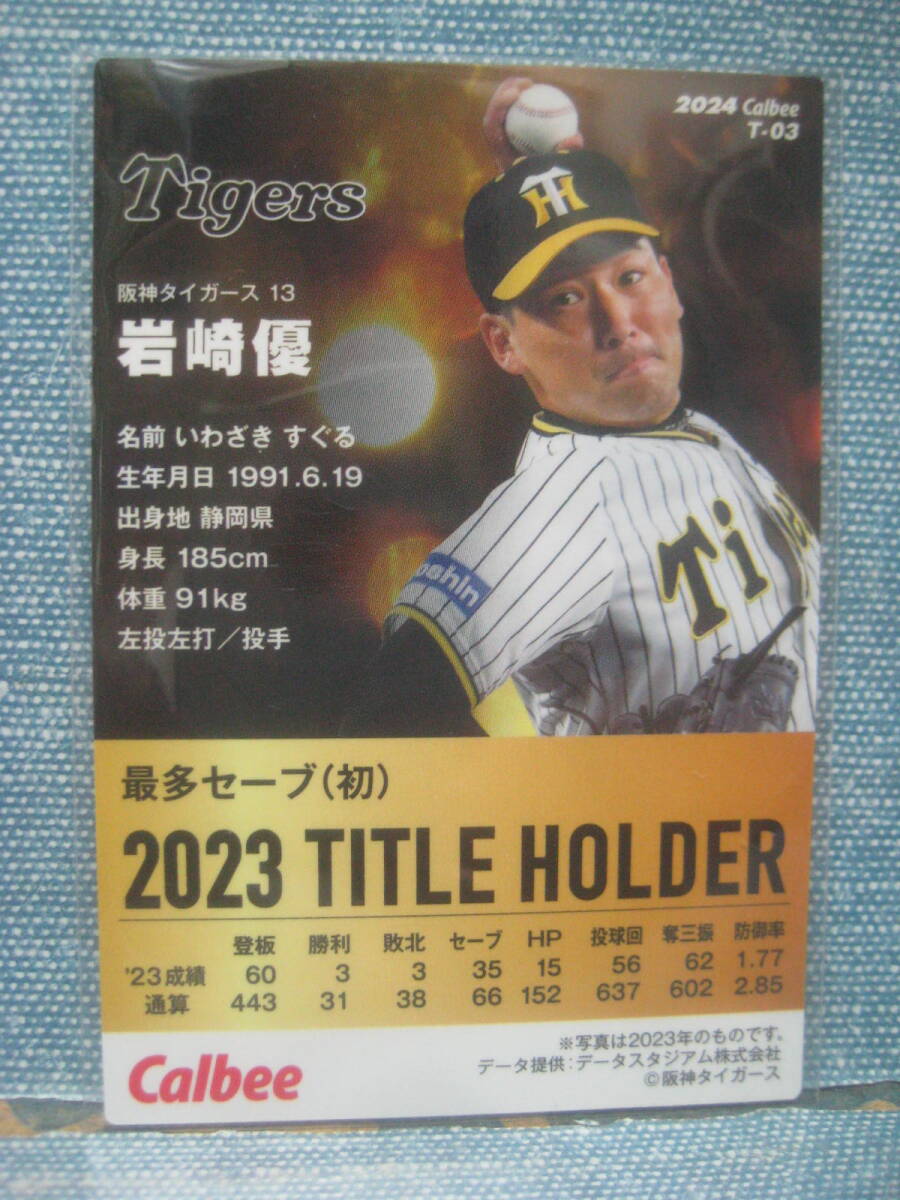 2024 Calbee
T-03
Tigers
阪神タイガース 13
岩崎優
名前 いわざき すぐる
生年月日 1991.6.19
出身地 静岡県
身長 185cm
体重 91kg
左投左打／投手
TH
oshin
Ti
最多セーブ(初)
2023 TITLE HOLDER
登板 勝利 敗北 セーブ HP 投球回 奪三振 防御率
'23成績 60 3 3 35 15 56 62 1.77
通算 443 31 38 66 152 637 602 2.85
※写真は2023年のものです。
データ提供：データスタジアム株式会社
©阪神タイガース
Calbee